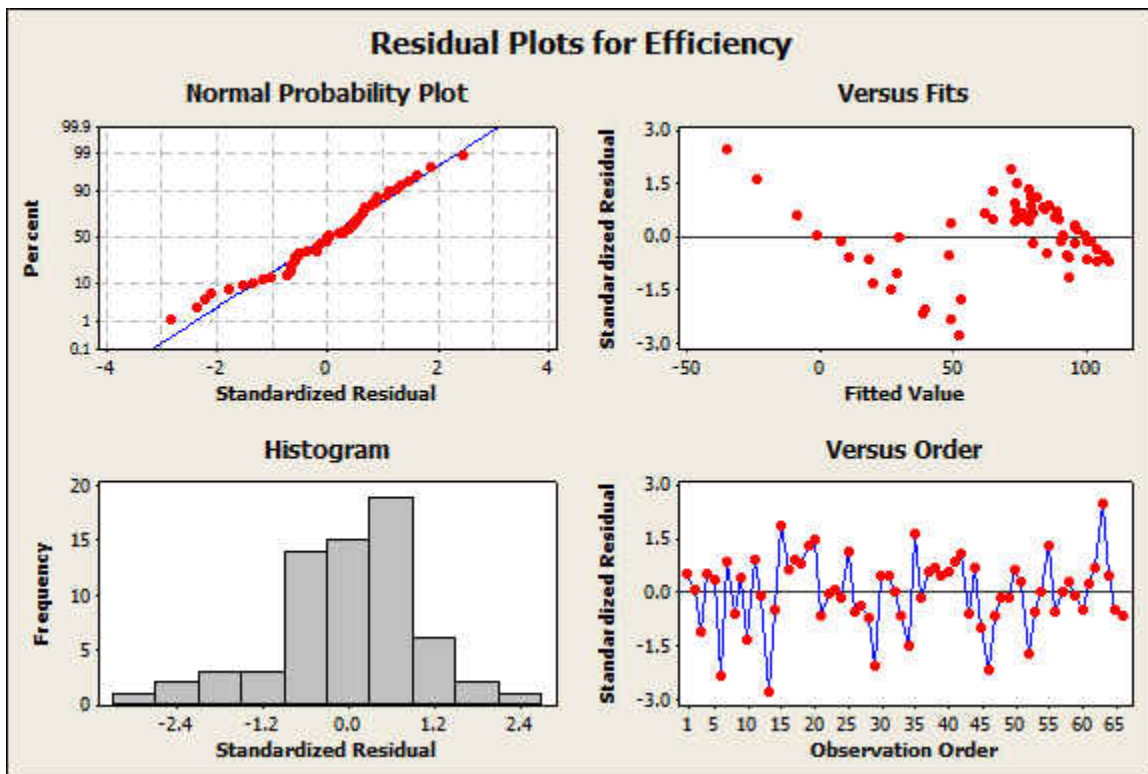 Residual Plots for Efficiency
Normal Probability Plot
Percent
99.9
99
90
50
10
1
0.1
-4 -2 0 2 4
Standardized Residual
Versus Fits
Standardized Residual
3.0
1.5
0.0
-1.5
-3.0
-50 0 50 100
Fitted Value
Histogram
Frequency
20
15
10
5
0
-2.4 -1.2 0.0 1.2 2.4
Standardized Residual
Versus Order
Standardized Residual
3.0
1.5
0.0
-1.5
-3.0
1 5 10 15 20 25 30 35 40 45 50 55 60 65
Observation Order